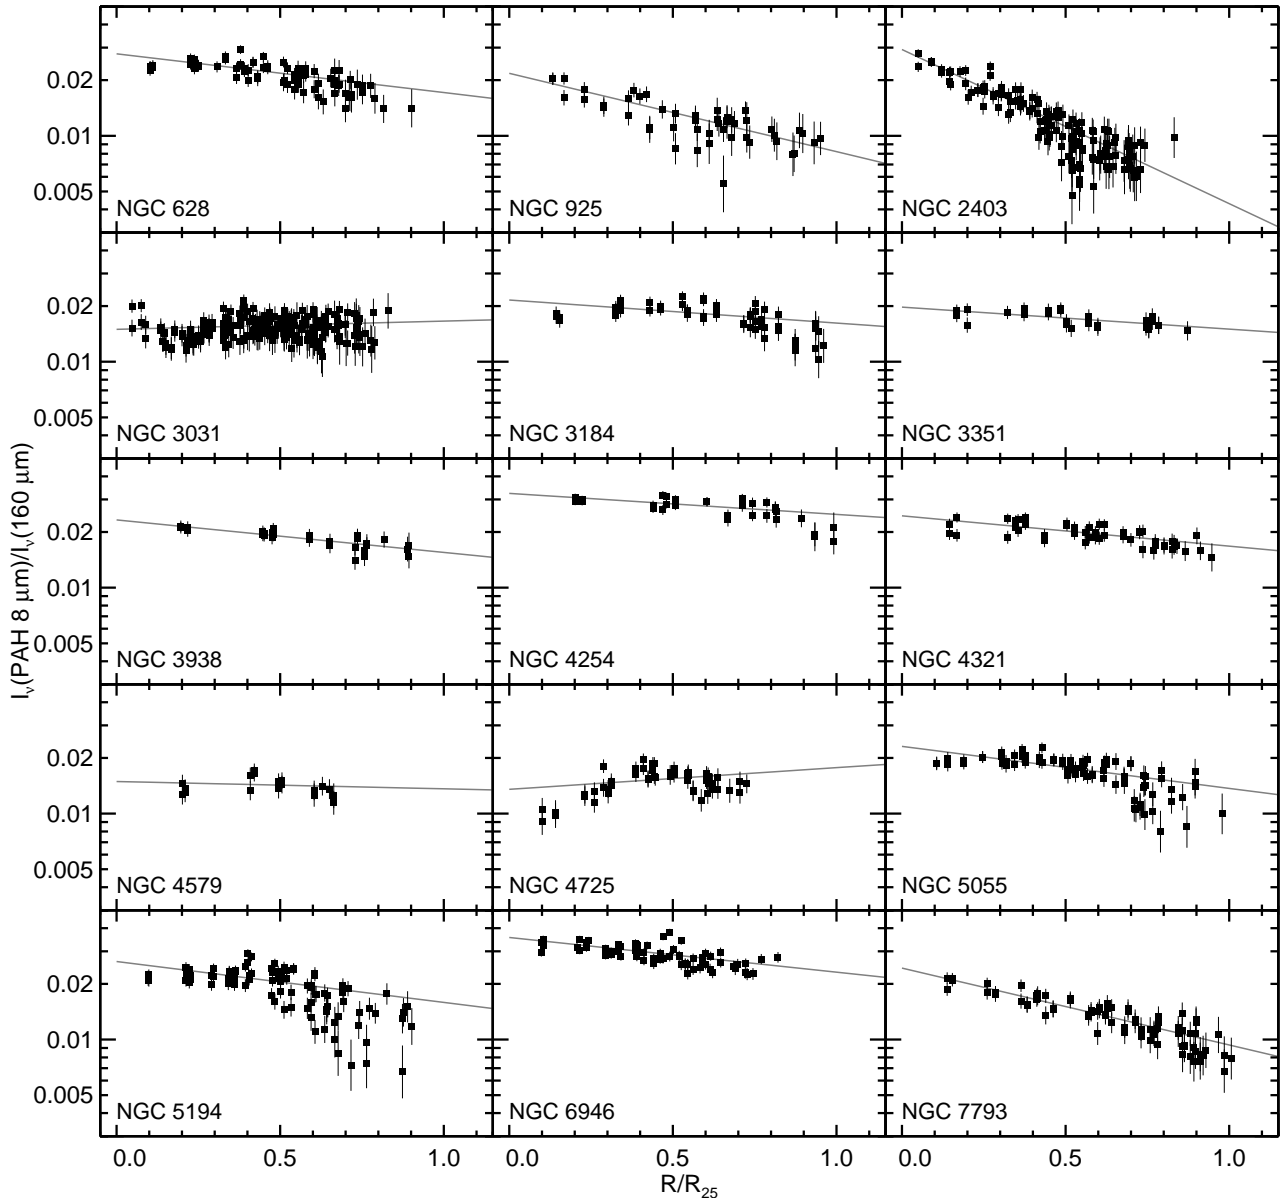 0.02
0.01
0.005
NGC 628
NGC 925
NGC 2403
0.02
0.01
0.005
NGC 3031
NGC 3184
NGC 3351
Iν(PAH 8 μm)/Iν(160 μm)
0.02
0.01
0.005
NGC 3938
NGC 4254
NGC 4321
0.02
0.01
0.005
NGC 4579
NGC 4725
NGC 5055
0.02
0.01
0.005
NGC 5194
NGC 6946
NGC 7793
0.0 0.5 1.0 0.0 0.5 1.0 0.0 0.5 1.0
R/R25